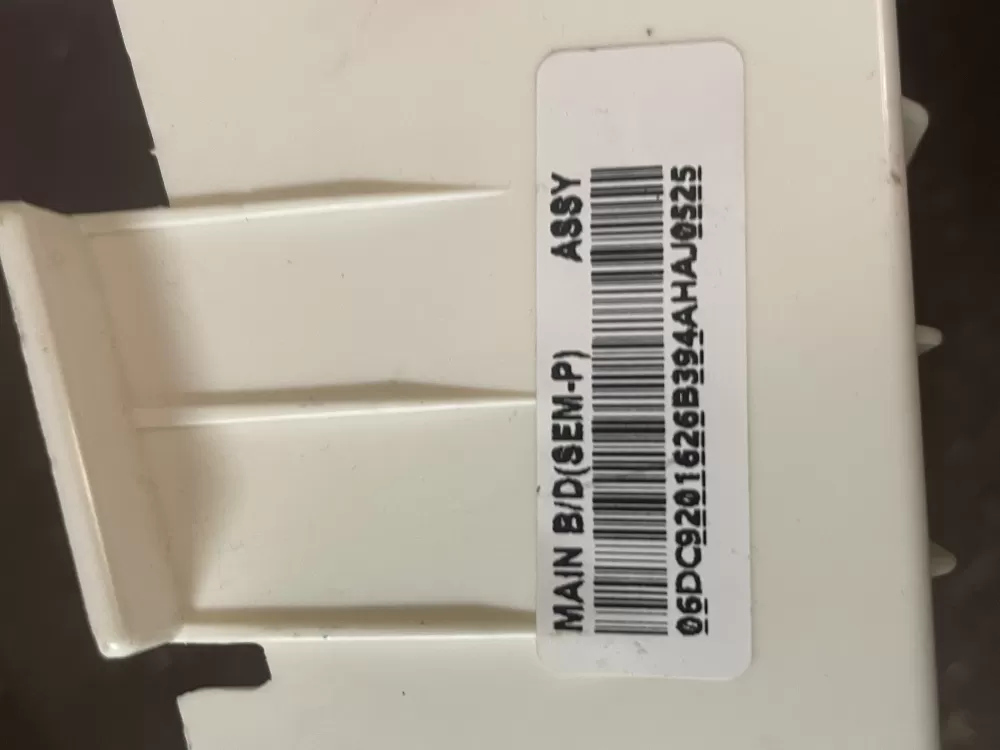 MAIN B/D(SEM-P) ASSY
06DC9201626B394AHAJ0525